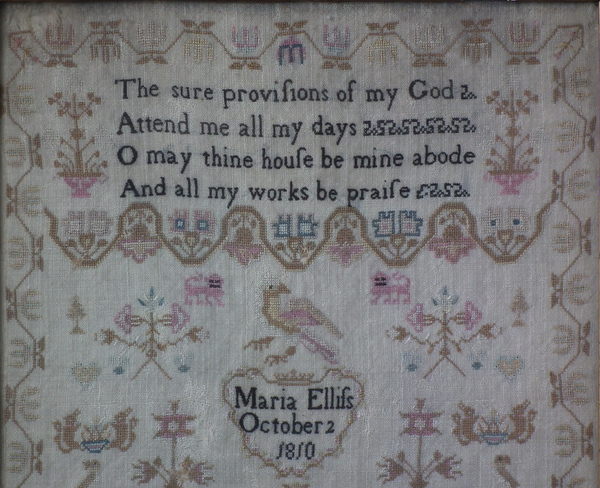 The sure proviſions of my God
Attend me all my days
O may thine houſe be mine abode
And all my works be praiſe
Maria Elliſs
October 2
1810